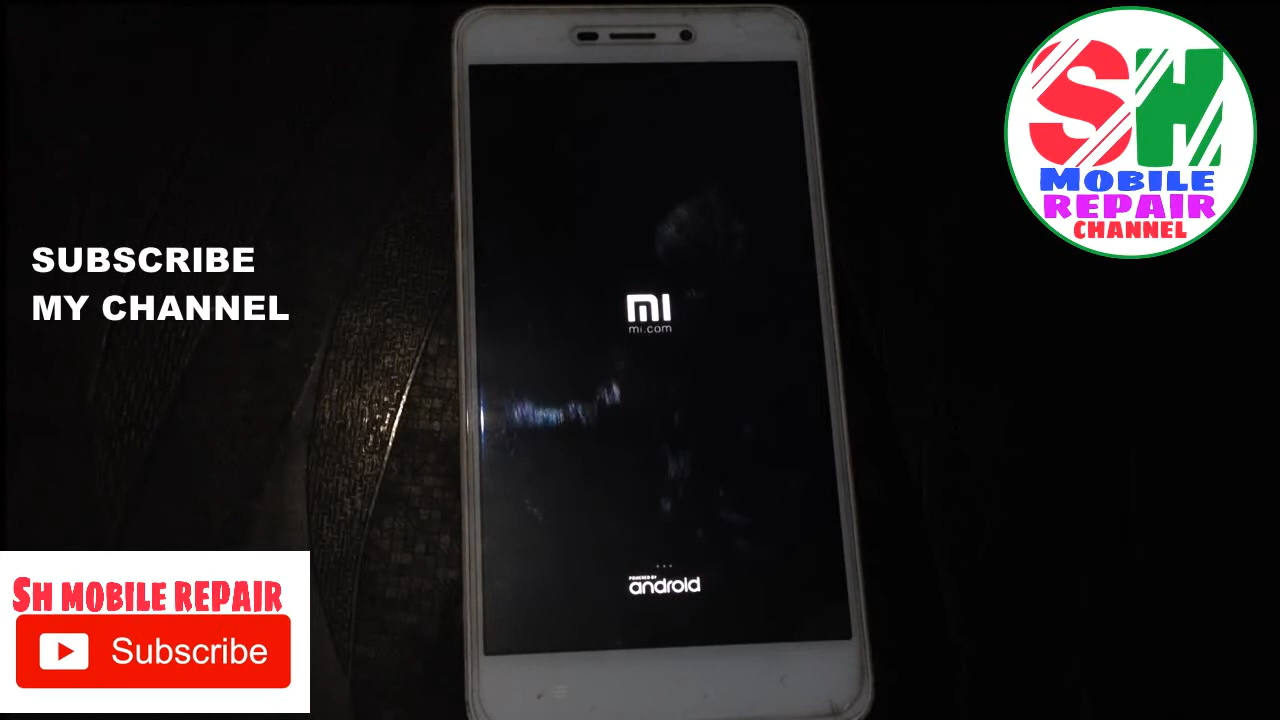 SH
MOBILE
REPAIR
CHANNEL
SUBSCRIBE
MY CHANNEL
mi
mi.com
POWERED BY
android
SH MOBILE REPAIR
Subscribe